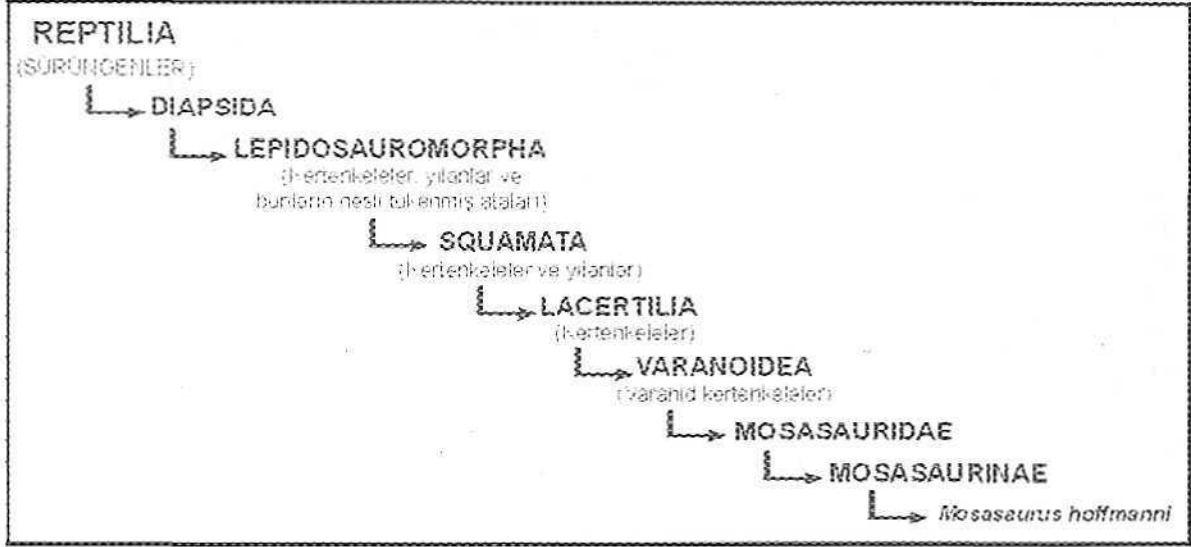 REPTILIA
(SÜRÜNGENLER)
DIAPSIDA
LEPIDOSAUROMORPHA
(Kertenkeleler, yılanlar ve
bunların nesli tükenmiş ataları)
SQUAMATA
(Kertenkeleler ve yılanlar)
LACERTILIA
(Kertenkeleler)
VARANOIDEA
(Varanid kertenkeleler)
MOSASAURIDAE
MOSASAURINAE
Mosasaurus hoffmanni